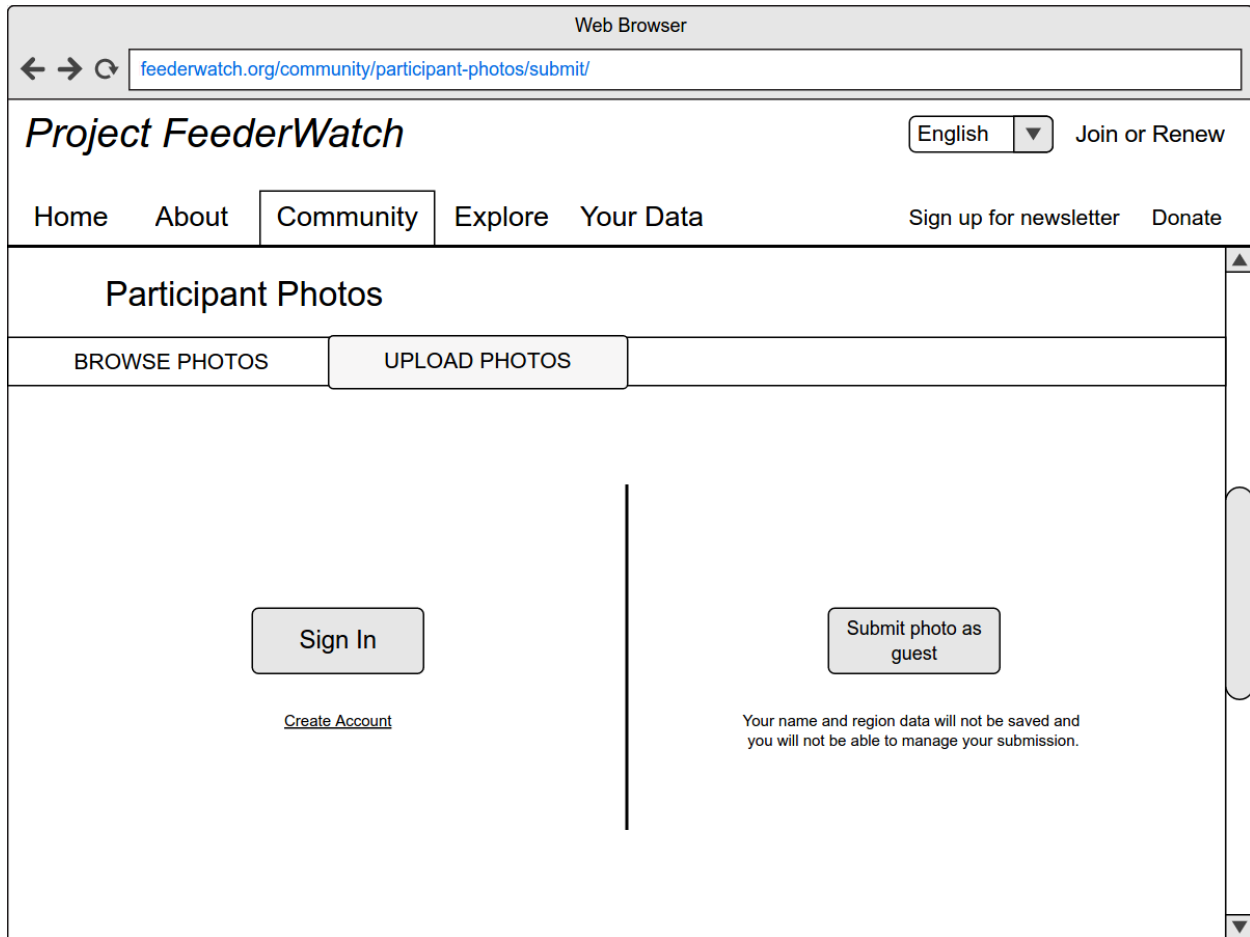 Web Browser
feederwatch.org/community/participant-photos/submit/
Project FeederWatch
English
Join or Renew
Home
About
Community
Explore
Your Data
Sign up for newsletter
Donate
Participant Photos
BROWSE PHOTOS
UPLOAD PHOTOS
Sign In
Create Account
Submit photo as
guest
Your name and region data will not be saved and
you will not be able to manage your submission.